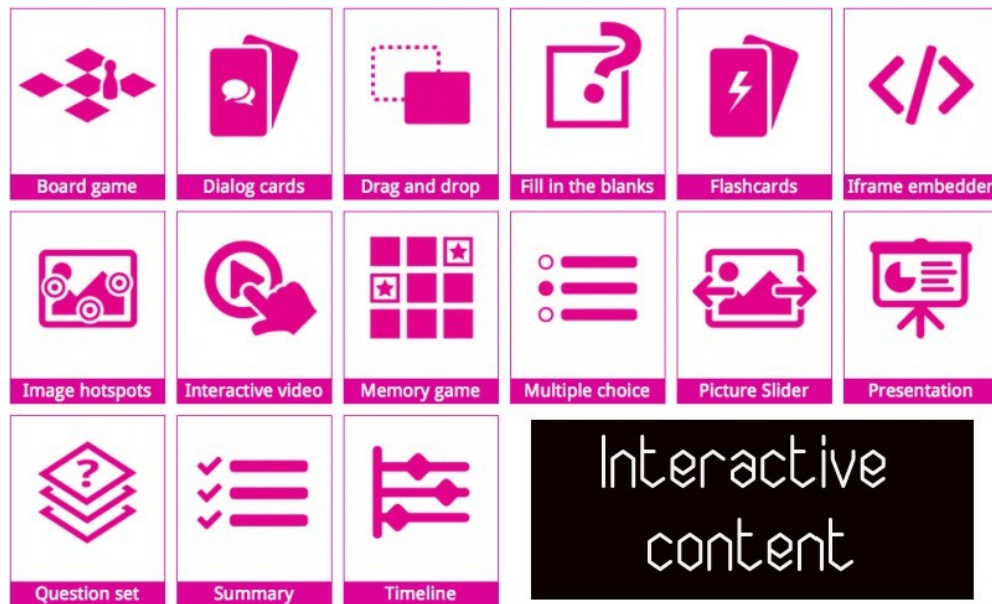 Board game
Dialog cards
Drag and drop
Fill in the blanks
Flashcards
Iframe embedder
Image hotspots
Interactive video
Memory game
Multiple choice
Picture Slider
Presentation
?
Question set
Summary
Timeline
Interactive
content